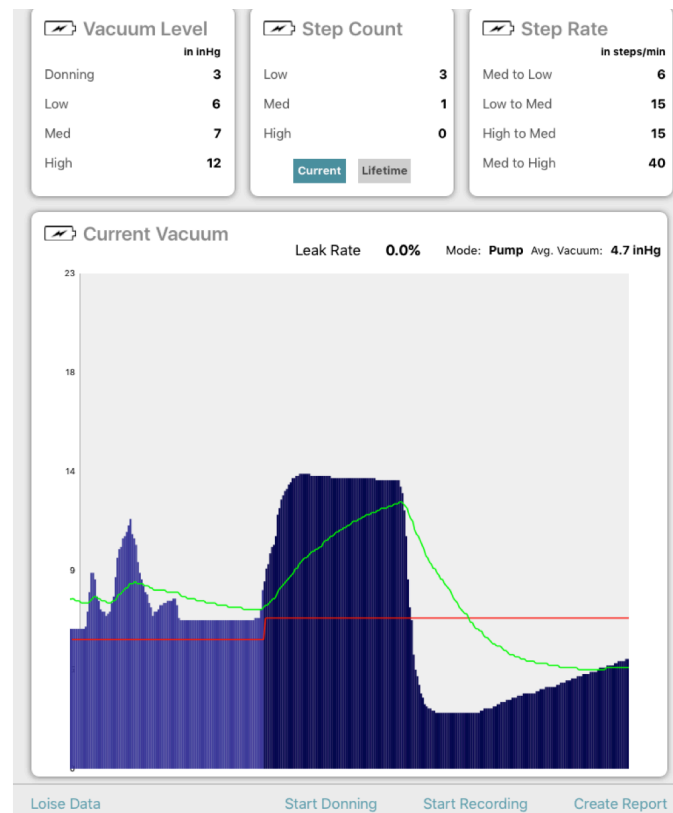 Vacuum Level
in inHg
Donning 3
Low 6
Med 7
High 12
Step Count
Low 3
Med 1
High 0
Current Lifetime
Step Rate
in steps/min
Med to Low 6
Low to Med 15
High to Med 15
Med to High 40
Current Vacuum
Leak Rate 0.0% Mode: Pump Avg. Vacuum: 4.7 inHg
23
18
14
9
0
Loise Data Start Donning Start Recording Create Report